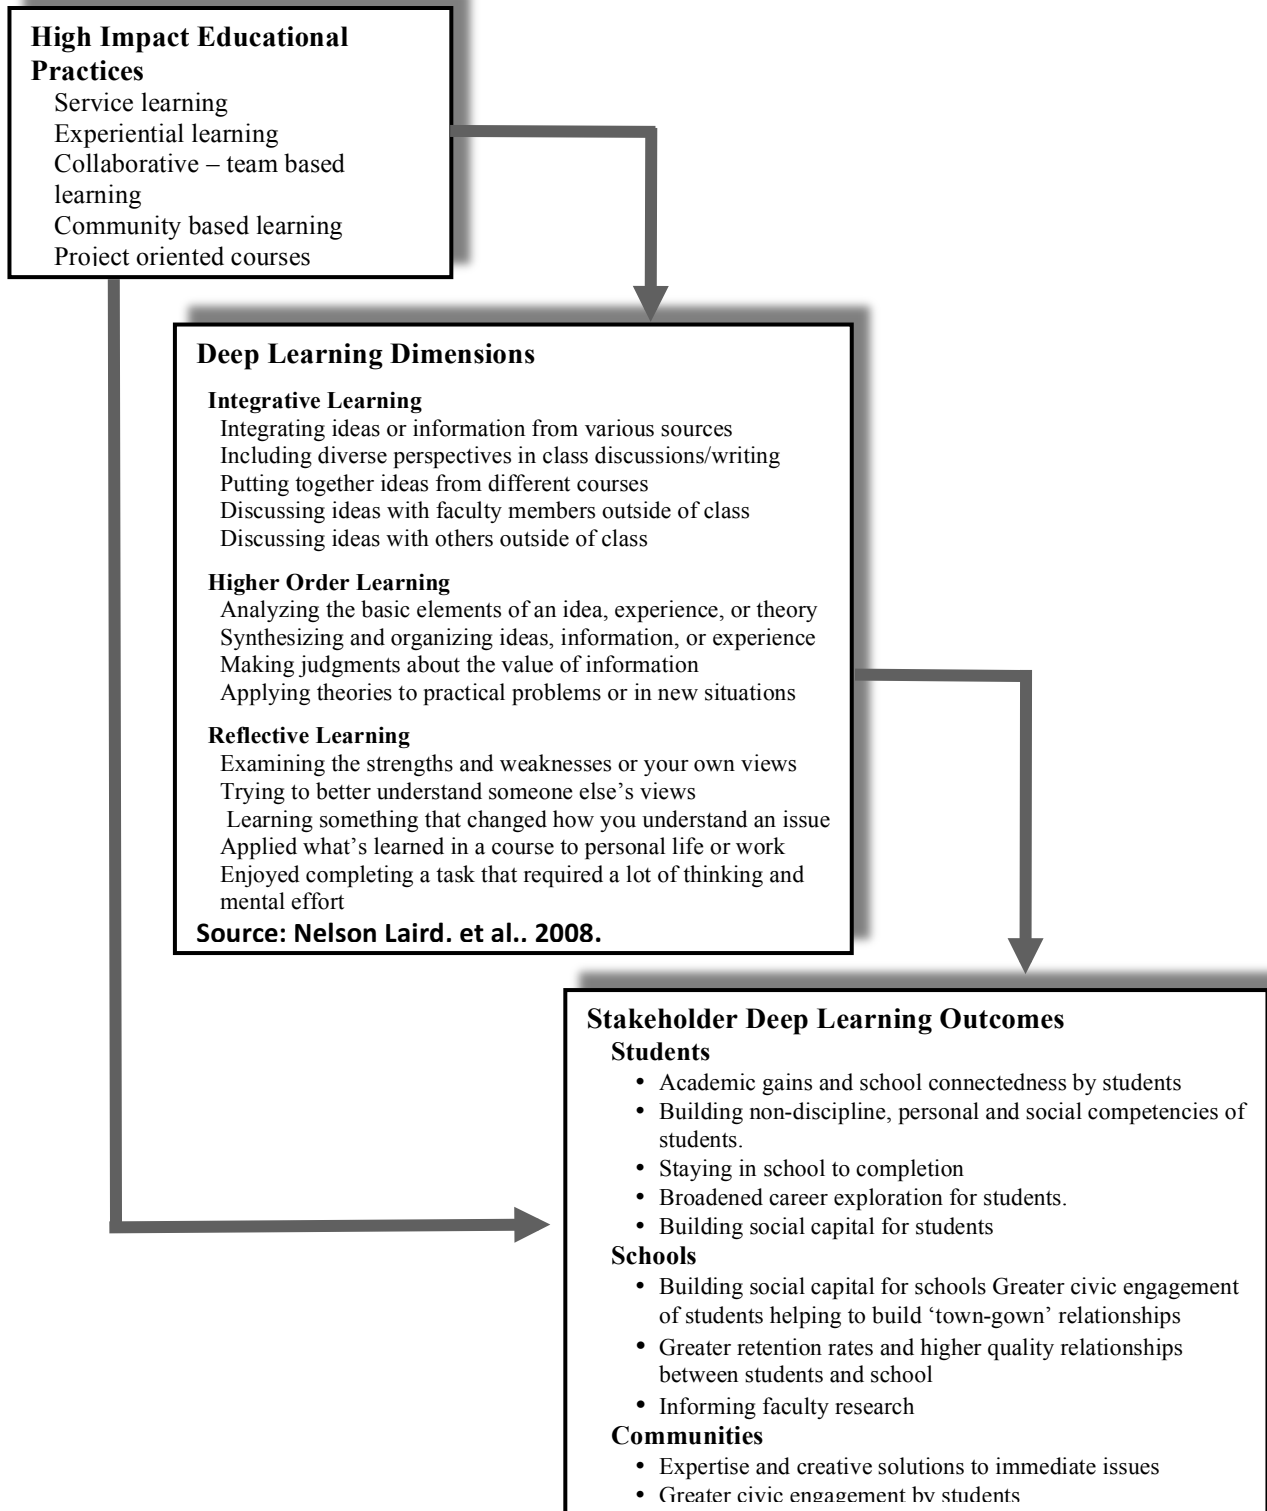 High Impact Educational
Practices
Service learning
Experiential learning
Collaborative – team based
learning
Community based learning
Project oriented courses
Deep Learning Dimensions
Integrative Learning
Integrating ideas or information from various sources
Including diverse perspectives in class discussions/writing
Putting together ideas from different courses
Discussing ideas with faculty members outside of class
Discussing ideas with others outside of class
Higher Order Learning
Analyzing the basic elements of an idea, experience, or theory
Synthesizing and organizing ideas, information, or experience
Making judgments about the value of information
Applying theories to practical problems or in new situations
Reflective Learning
Examining the strengths and weaknesses or your own views
Trying to better understand someone else’s views
Learning something that changed how you understand an issue
Applied what’s learned in a course to personal life or work
Enjoyed completing a task that required a lot of thinking and
mental effort
Source: Nelson Laird. et al.. 2008.
Stakeholder Deep Learning Outcomes
Students
• Academic gains and school connectedness by students
• Building non-discipline, personal and social competencies of
students.
• Staying in school to completion
• Broadened career exploration for students.
• Building social capital for students
Schools
• Building social capital for schools Greater civic engagement
of students helping to build ‘town-gown’ relationships
• Greater retention rates and higher quality relationships
between students and school
• Informing faculty research
Communities
• Expertise and creative solutions to immediate issues
• Greater civic engagement by students